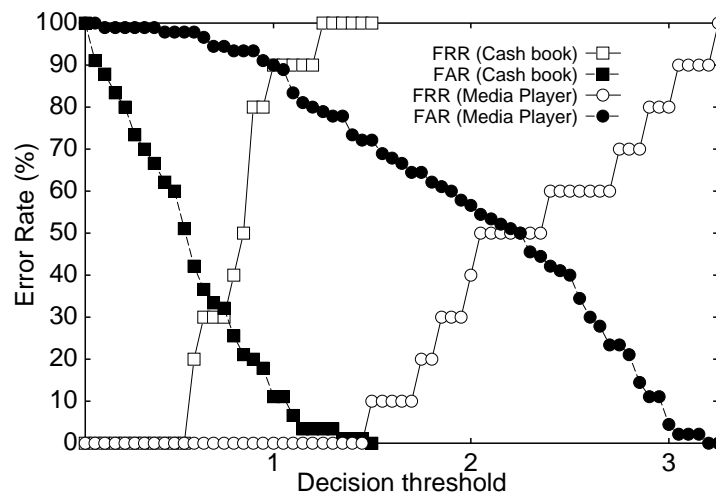 100
90
80
70
60
50
40
30
20
10
0
Error Rate (%)
FRR (Cash book)
FAR (Cash book)
FRR (Media Player)
FAR (Media Player)
1 2 3
Decision threshold